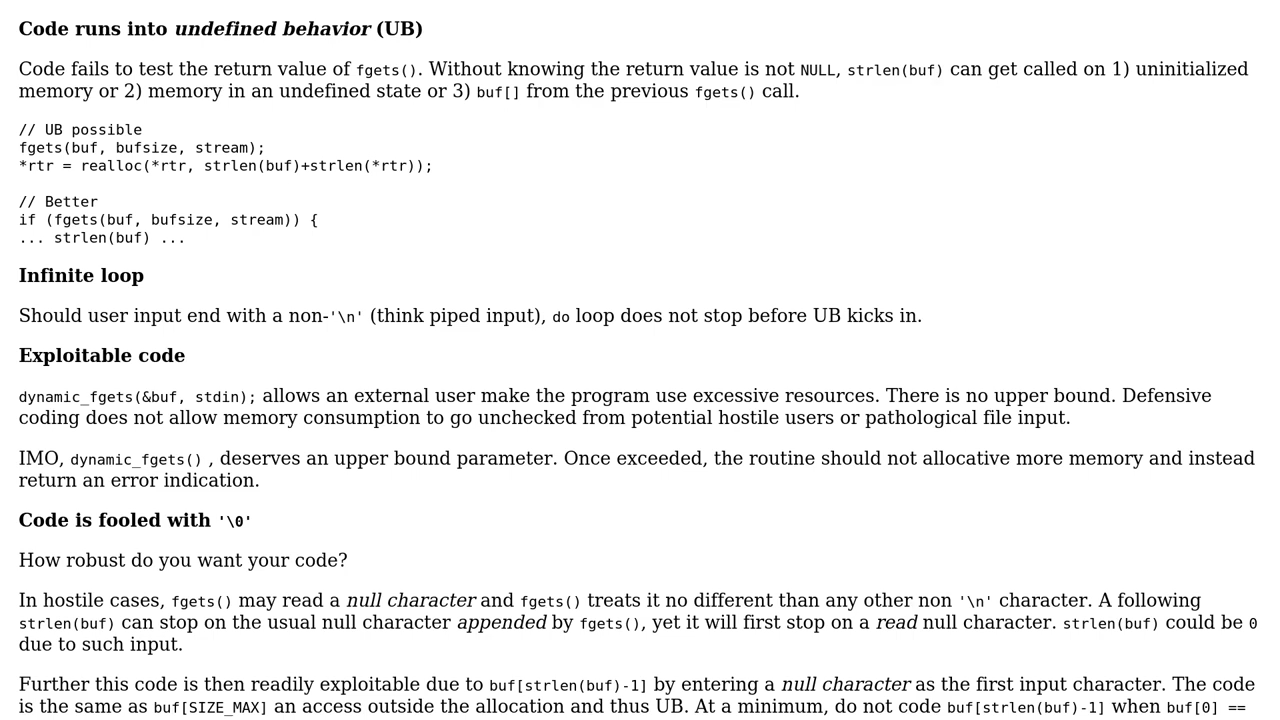 Code runs into undefined behavior (UB)
Code fails to test the return value of fgets(). Without knowing the return value is not NULL, strlen(buf) can get called on 1) uninitialized
memory or 2) memory in an undefined state or 3) buf[] from the previous fgets() call.
// UB possible
fgets(buf, bufsize, stream);
*rtr = realloc(*rtr, strlen(buf)+strlen(*rtr));
// Better
if (fgets(buf, bufsize, stream)) {
... strlen(buf) ...
Infinite loop
Should user input end with a non-'\n' (think piped input), do loop does not stop before UB kicks in.
Exploitable code
dynamic_fgets(&buf, stdin); allows an external user make the program use excessive resources. There is no upper bound. Defensive
coding does not allow memory consumption to go unchecked from potential hostile users or pathological file input.
IMO, dynamic_fgets() , deserves an upper bound parameter. Once exceeded, the routine should not allocative more memory and instead
return an error indication.
Code is fooled with '\0'
How robust do you want your code?
In hostile cases, fgets() may read a null character and fgets() treats it no different than any other non '\n' character. A following
strlen(buf) can stop on the usual null character appended by fgets(), yet it will first stop on a read null character. strlen(buf) could be 0
due to such input.
Further this code is then readily exploitable due to buf[strlen(buf)-1] by entering a null character as the first input character. The code
is the same as buf[SIZE_MAX] an access outside the allocation and thus UB. At a minimum, do not code buf[strlen(buf)-1] when buf[0] ==